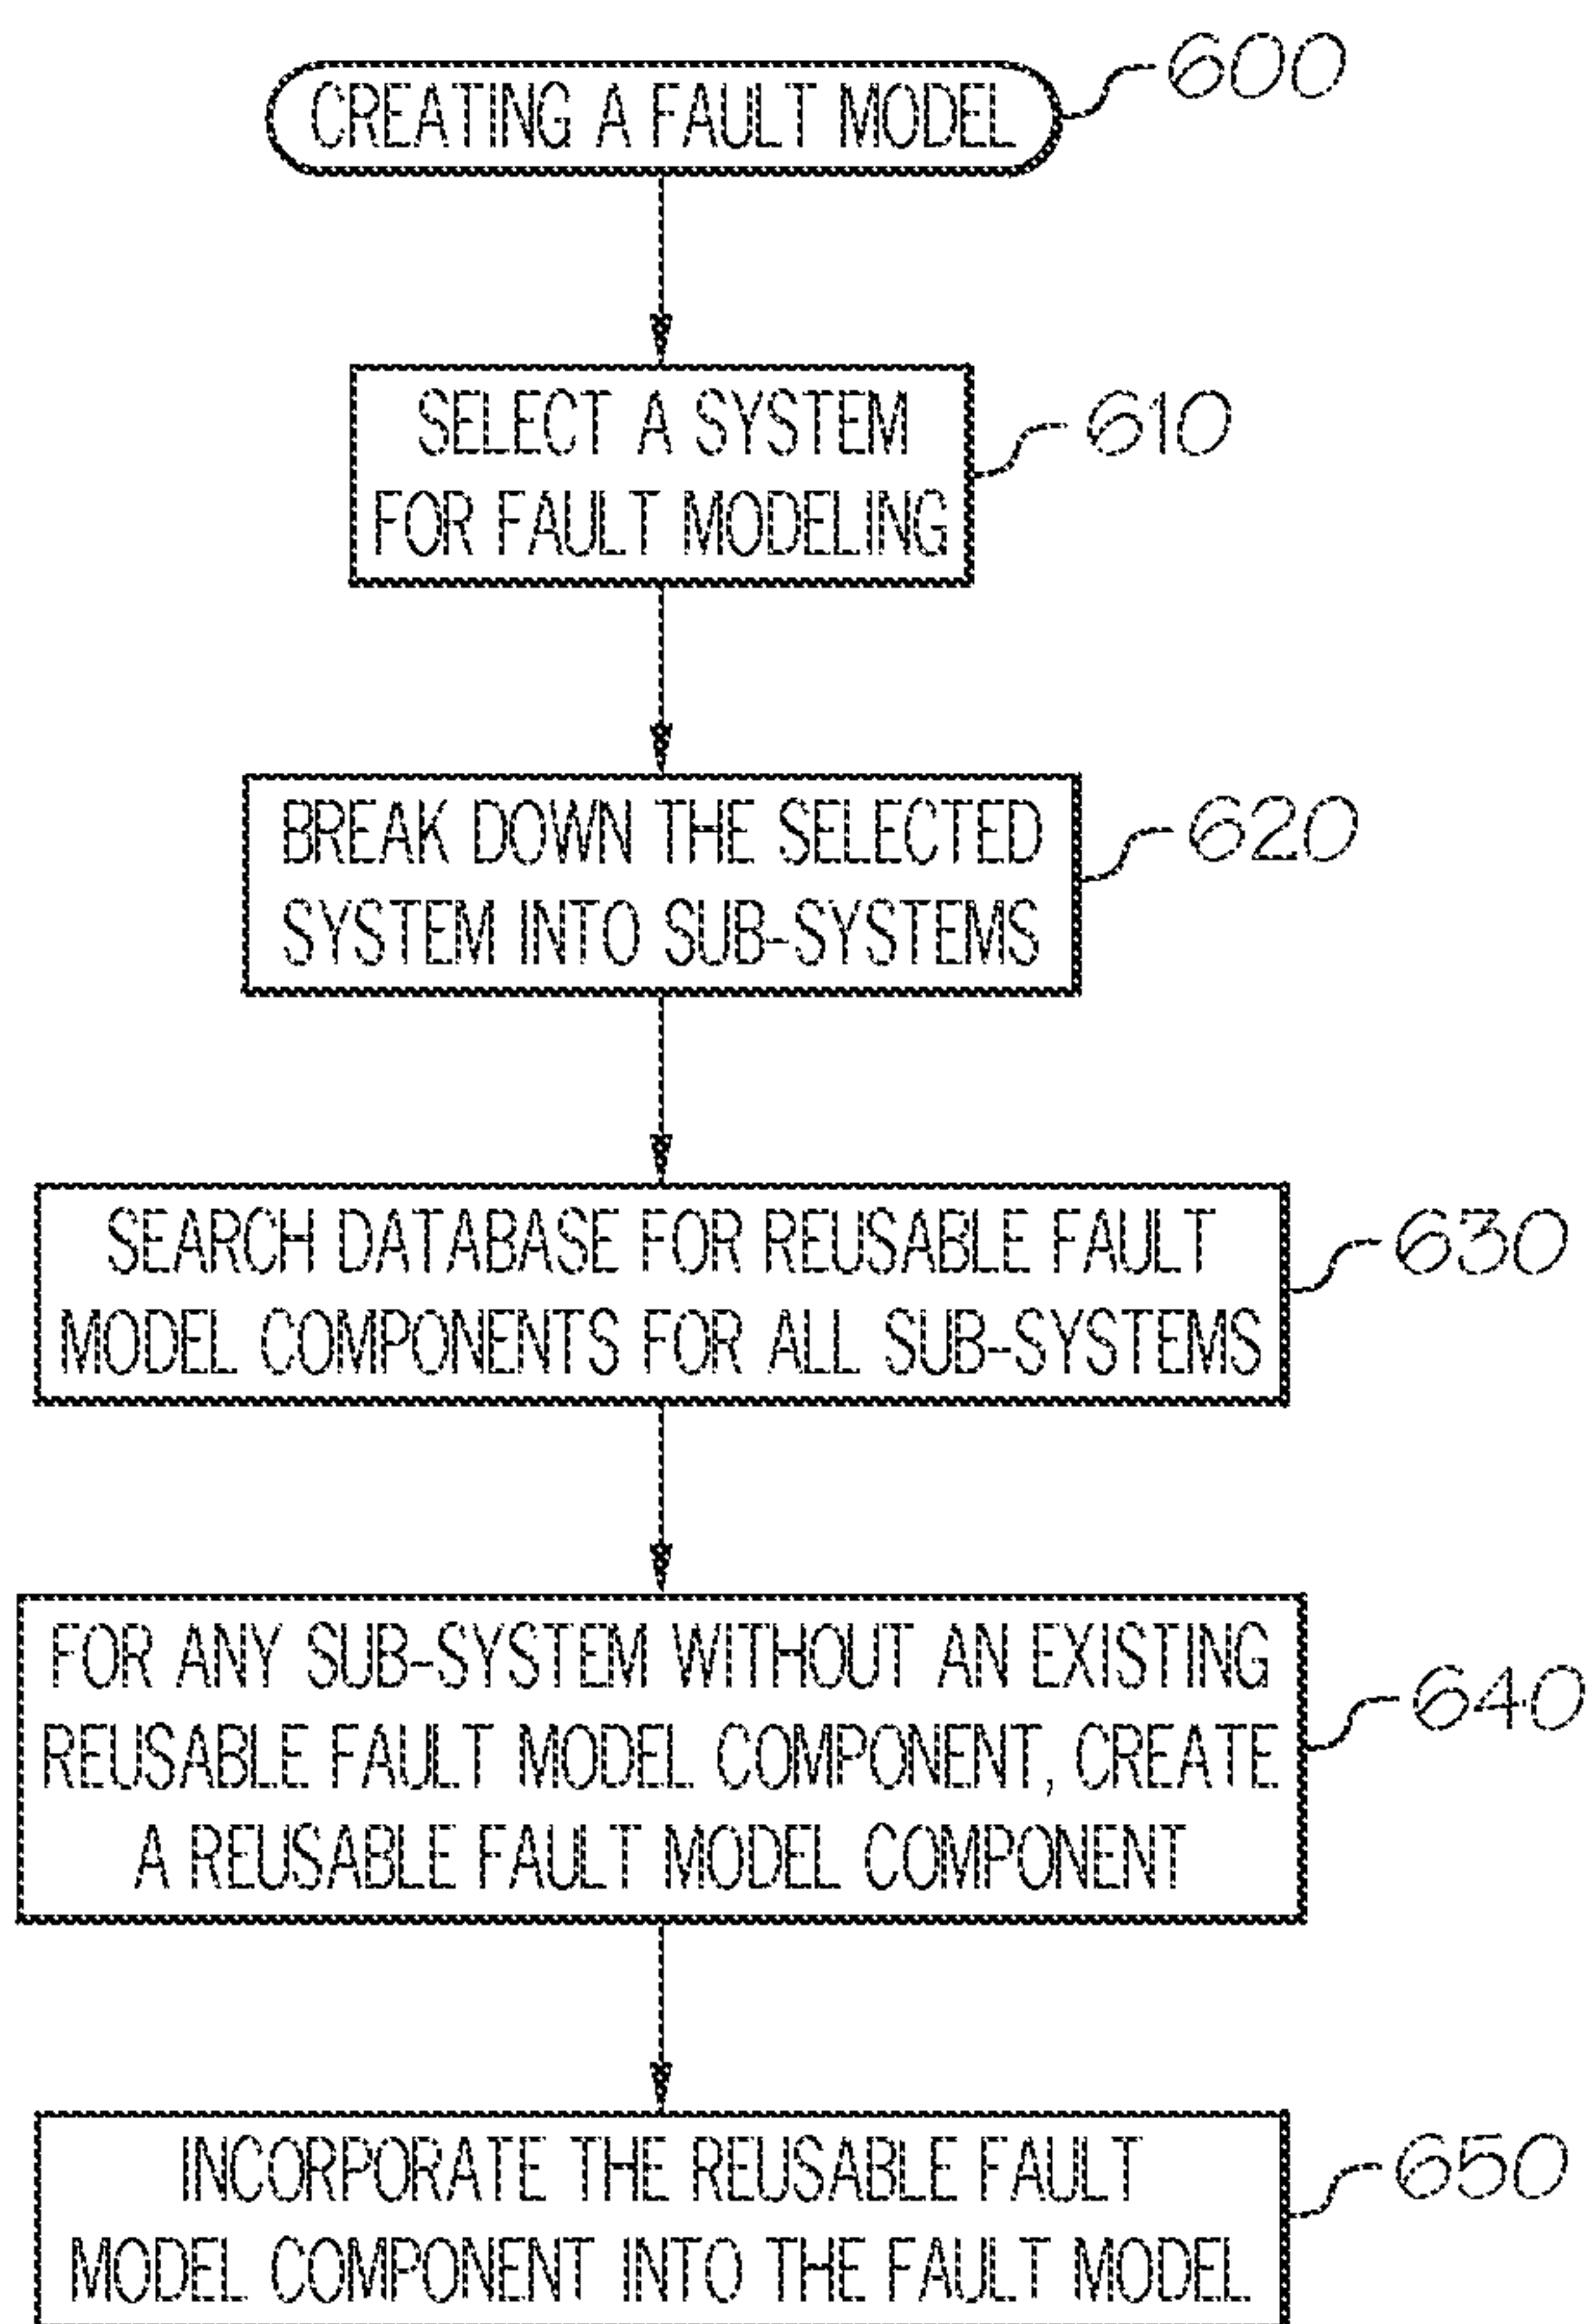 CREATING A FAULT MODEL
600
SELECT A SYSTEM
FOR FAULT MODELING
610
BREAK DOWN THE SELECTED
SYSTEM INTO SUB-SYSTEMS
620
SEARCH DATABASE FOR REUSABLE FAULT
MODEL COMPONENTS FOR ALL SUB-SYSTEMS
630
FOR ANY SUB-SYSTEM WITHOUT AN EXISTING
REUSABLE FAULT MODEL COMPONENT, CREATE
A REUSABLE FAULT MODEL COMPONENT
640
INCORPORATE THE REUSABLE FAULT
MODEL COMPONENT INTO THE FAULT MODEL
650